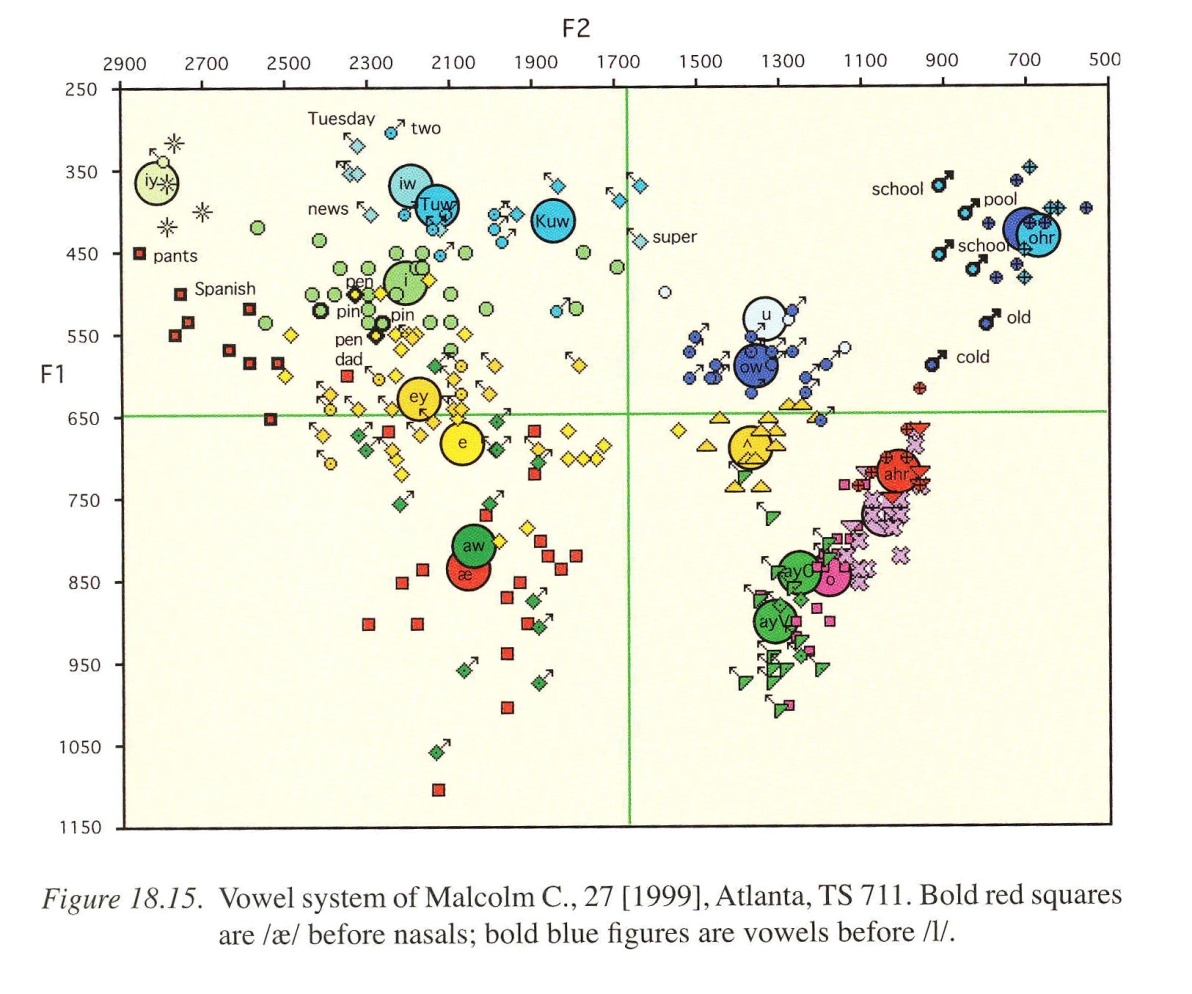 F2
2900 2700 2500 2300 2100 1900 1700 1500 1300 1100 900 700 500
250
Tuesday two
350
iy iw school
Tuw pool
news Kuw ohr
super
450
pants school
i
pen
Spanish
pin pin u old
550
pen
dad cold
F1 ow
ey
650
e ^
ahr
750
aw
æ ayO o
850
ayV
950
1050
1150
Figure 18.15. Vowel system of Malcolm C., 27 [1999], Atlanta, TS 711. Bold red squares
are /æ/ before nasals; bold blue figures are vowels before /l/.